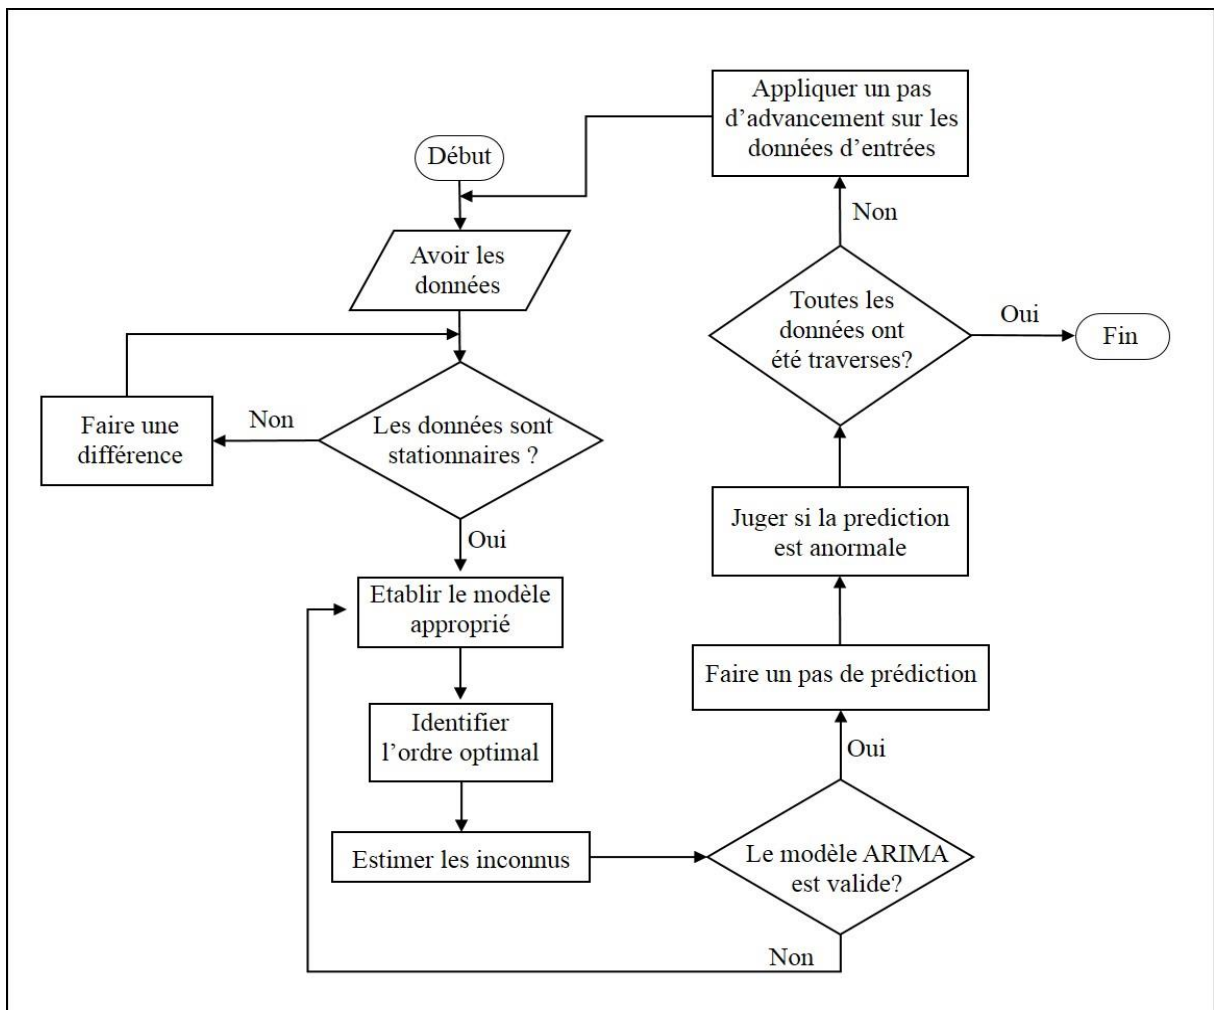 Début
Avoir les
données
Les données sont
stationnaires ?
Non
Faire une
différence
Oui
Etablir le modèle
approprié
Identifier
l’ordre optimal
Estimer les inconnus
Le modèle ARIMA
est valide?
Non
Oui
Faire un pas de prédiction
Juger si la prediction
est anormale
Toutes les
données ont
été traverses?
Oui
Fin
Non
Appliquer un pas
d’advancement sur les
données d’entrées